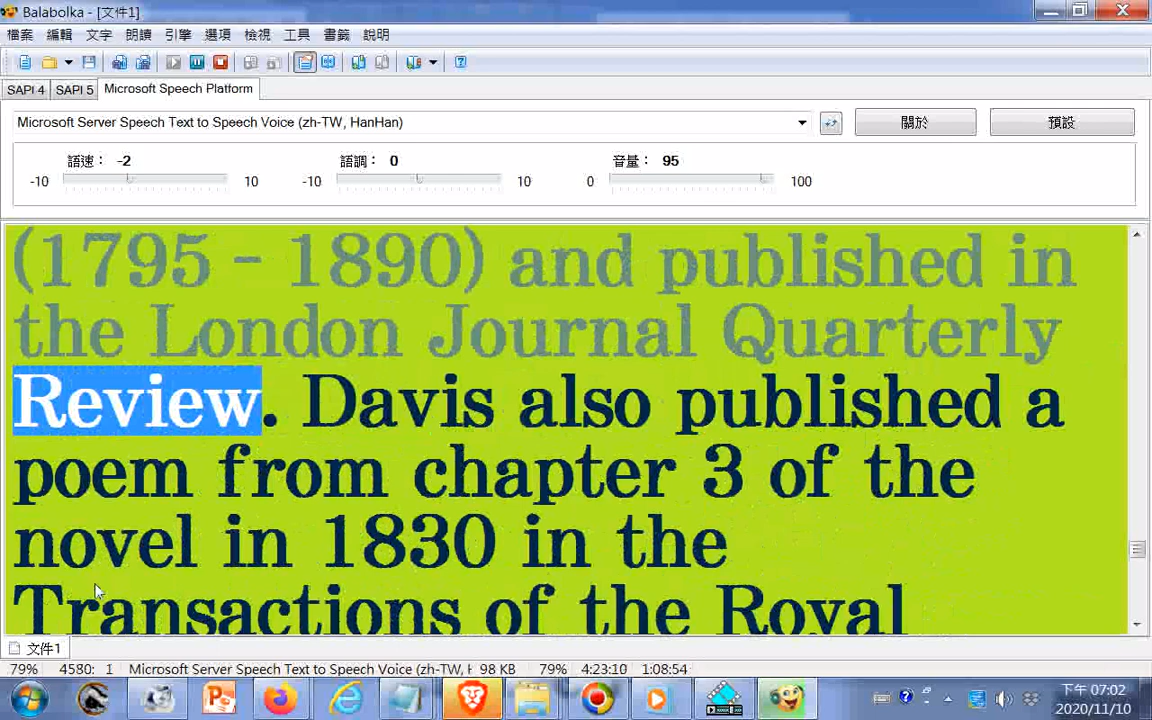 Balabolka - [文件1]
檔案 編輯 文字 朗讀 引擎 選項 檢視 工具 書籤 說明
SAPI 4 SAPI 5 Microsoft Speech Platform
Microsoft Server Speech Text to Speech Voice (zh-TW, HanHan) 關於 預設
語速： -2 語調： 0 音量： 95
-10 10 -10 10 0 100
(1795 - 1890) and published in
the London Journal Quarterly
Review. Davis also published a
poem from chapter 3 of the
novel in 1830 in the
Transactions of the Royal
文件1
79% 4580: 1 Microsoft Server Speech Text to Speech Voice (zh-TW, H 98 KB 79% 4:23:10 1:08:54
下午 07:02
2020/11/10